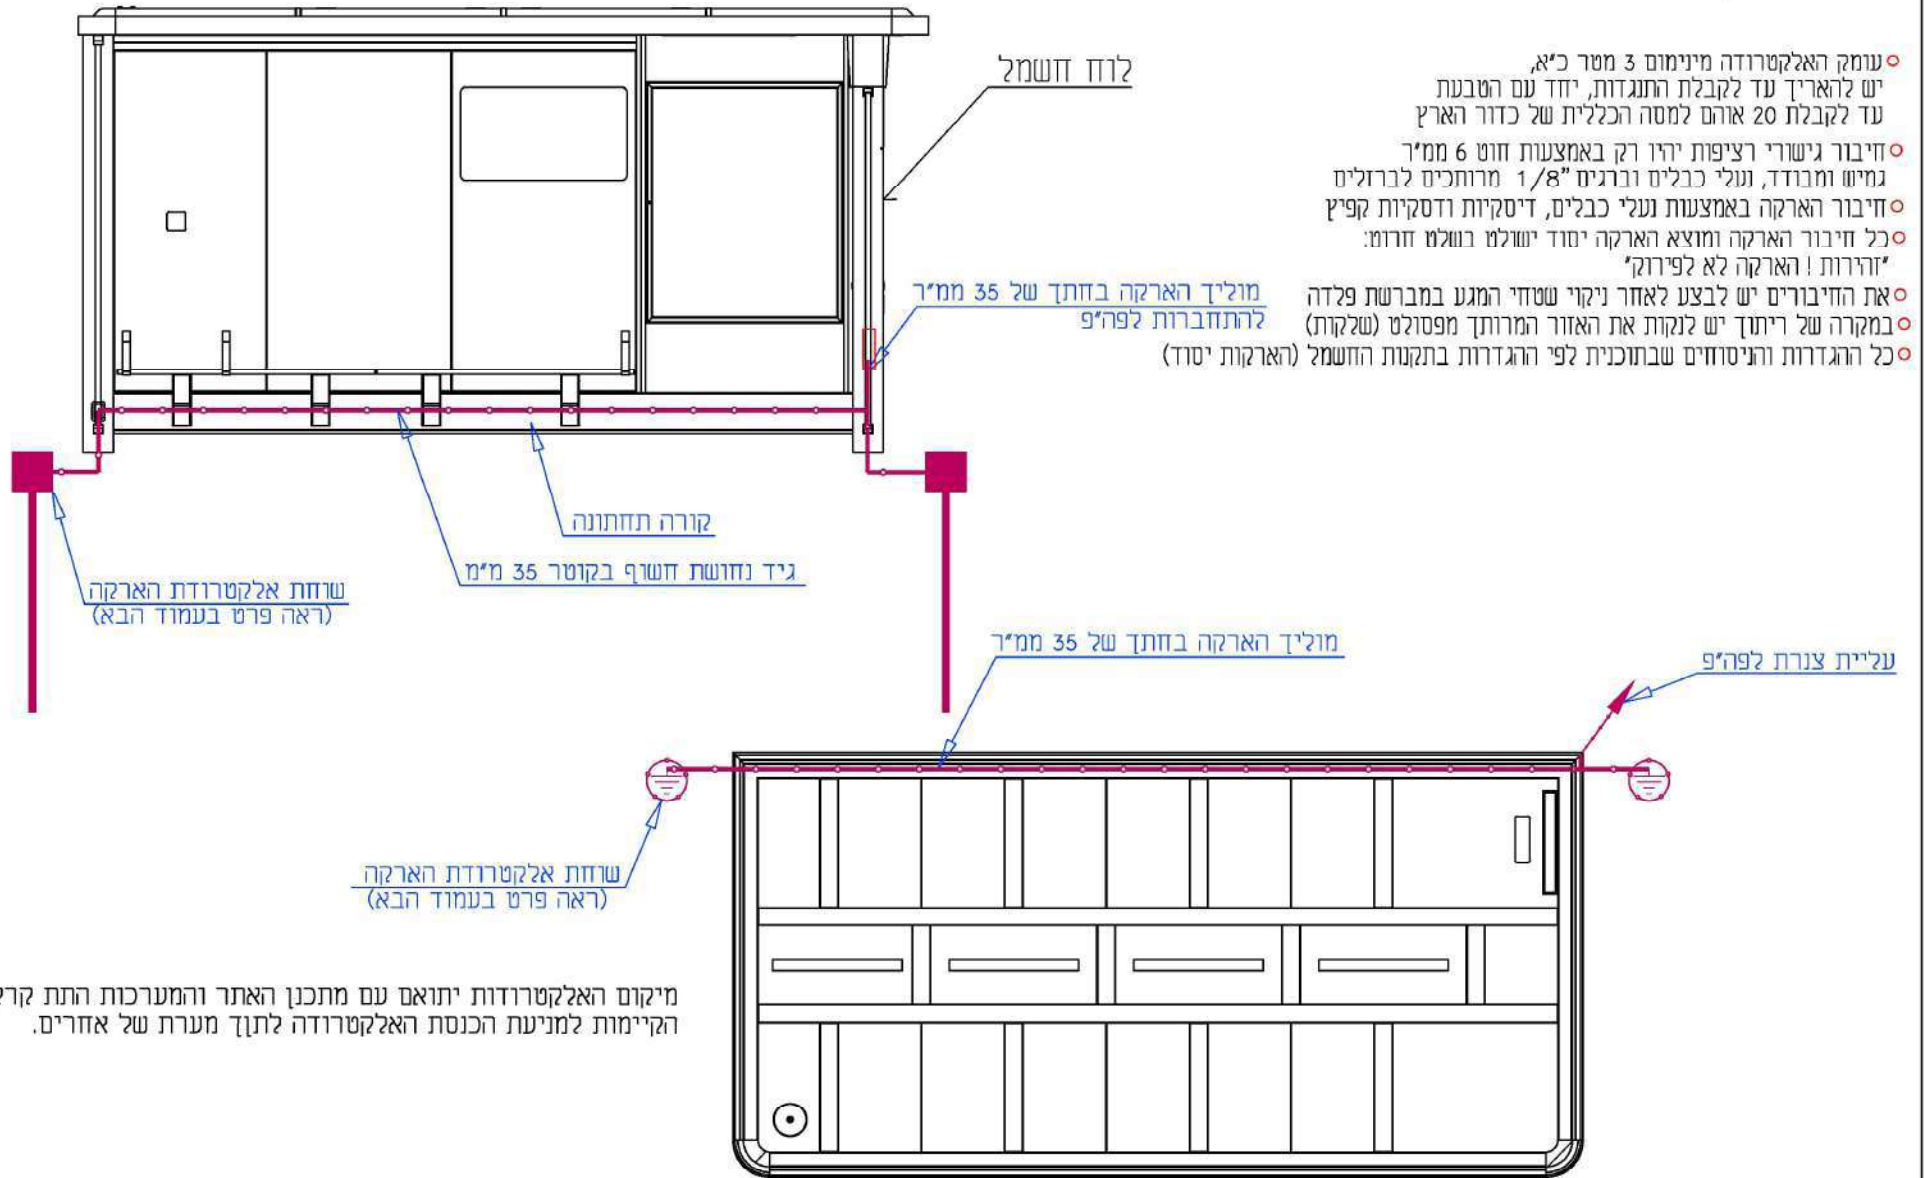 לוח חשמל
עומק האלקטרודה מינימום 3 מטר כ"א,
יש להאריך עד לקבלת התנגדות, יחד עם הטבעת
עד לקבלת 20 אוהם למסה הכללית של כדור הארץ
חיבור גישורי רציפות יהיו רק באמצעות חוט 6 ממ"ר
גמיש ומבודד, נעלי כבלים וברגים 1/8" מרותכים לברזלים
חיבור הארקה באמצעות נעלי כבלים, דיסקיות ודסקיות קפיץ
כל חיבור הארקה ומוצא הארקה יסוד ישולט בשלט חרוט:
"זהירות ! הארקה לא לפירוק"
את החיבורים יש לבצע לאחר ניקוי שטחי המגע במברשת פלדה
במקרה של ריתוך יש לנקות את האזור המרותך מפסולט (שלקות)
כל ההגדרות והניסוחים שבתוכנית לפי ההגדרות בתקנות החשמל (הארקות יסוד)
מוליך הארקה בחתך של 35 ממ"ר
להתחברות לפה"פ
קורה תחתונה
גיד נחושת חשוף בקוטר 35 מ"מ
שוחת אלקטרודת הארקה
(ראה פרט בעמוד הבא)
מוליך הארקה בחתך של 35 ממ"ר
עליית צנרת לפה"פ
שוחת אלקטרודת הארקה
(ראה פרט בעמוד הבא)
מיקום האלקטרודות יתואם עם מתכנן האתר והמערכות התת
הקיימות למניעת הכנסת האלקטרודה לתוך מערת של אחרים.